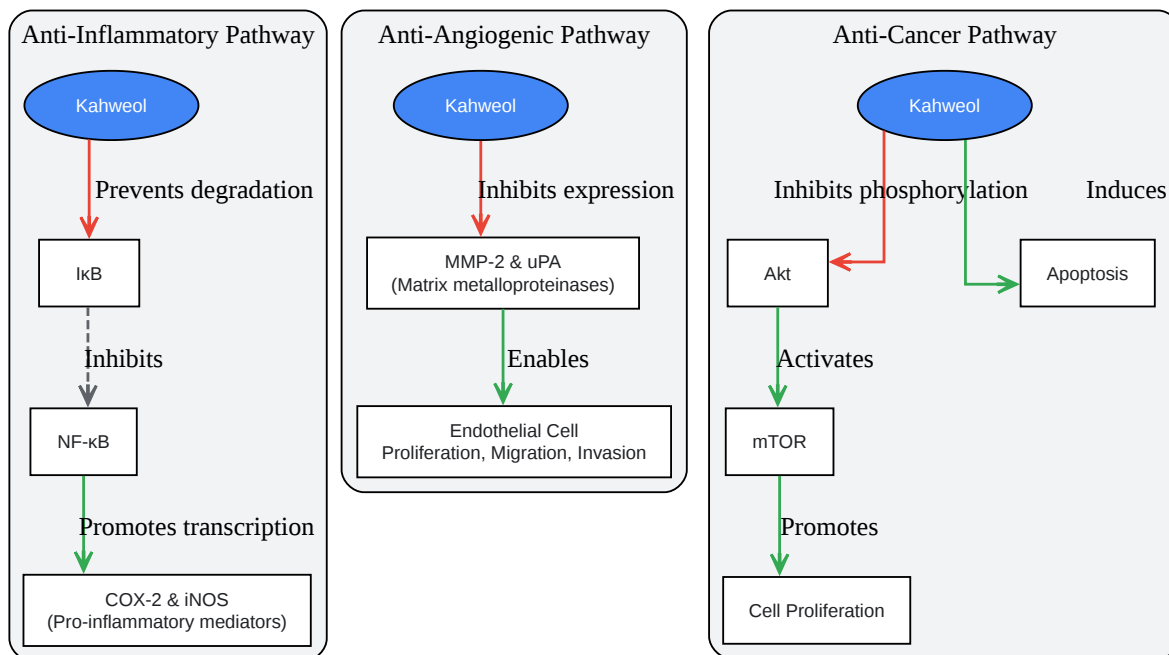 Anti-Inflammatory Pathway
Kahweol
Prevents degradation
IκB
Inhibits
NF-κB
Promotes transcription
COX-2 & iNOS
(Pro-inflammatory mediators)
Anti-Angiogenic Pathway
Kahweol
Inhibits expression
MMP-2 & uPA
(Matrix metalloproteinases)
Enables
Endothelial Cell
Proliferation, Migration, Invasion
Anti-Cancer Pathway
Kahweol
Inhibits phosphorylation
Induces
Akt
Apoptosis
Activates
mTOR
Promotes
Cell Proliferation